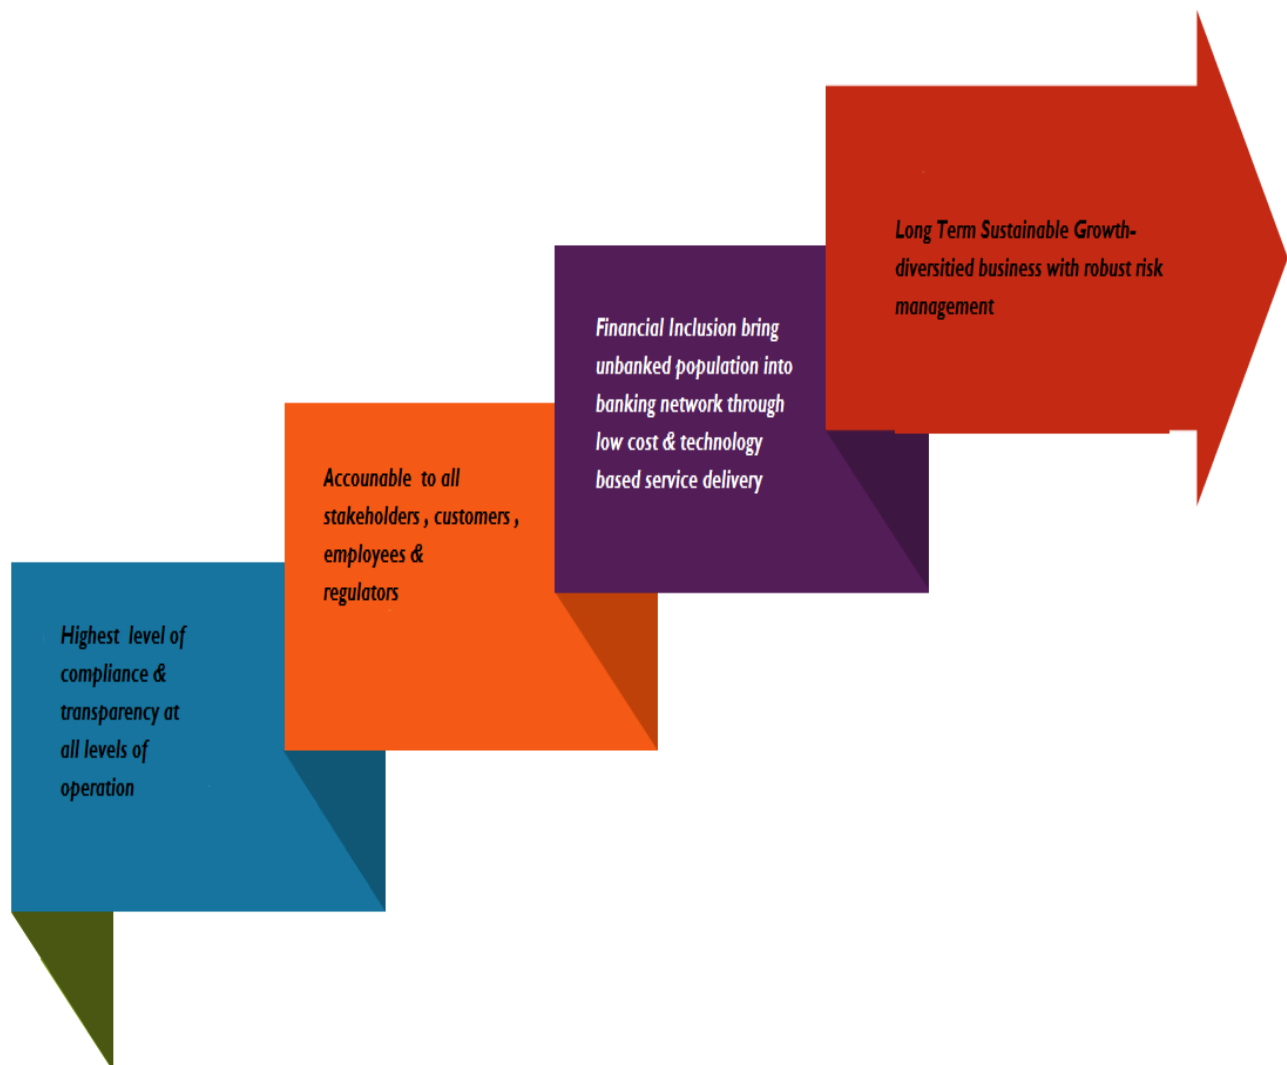 Long Term Sustainable Growth-
diversitied business with robust risk
management
Financial Inclusion bring
unbanked population into
banking network through
low cost & technology
based service delivery
Accounable to all
stakeholders , customers ,
employees &
regulators
Highest level of
compliance &
transparency at
all levels of
operation